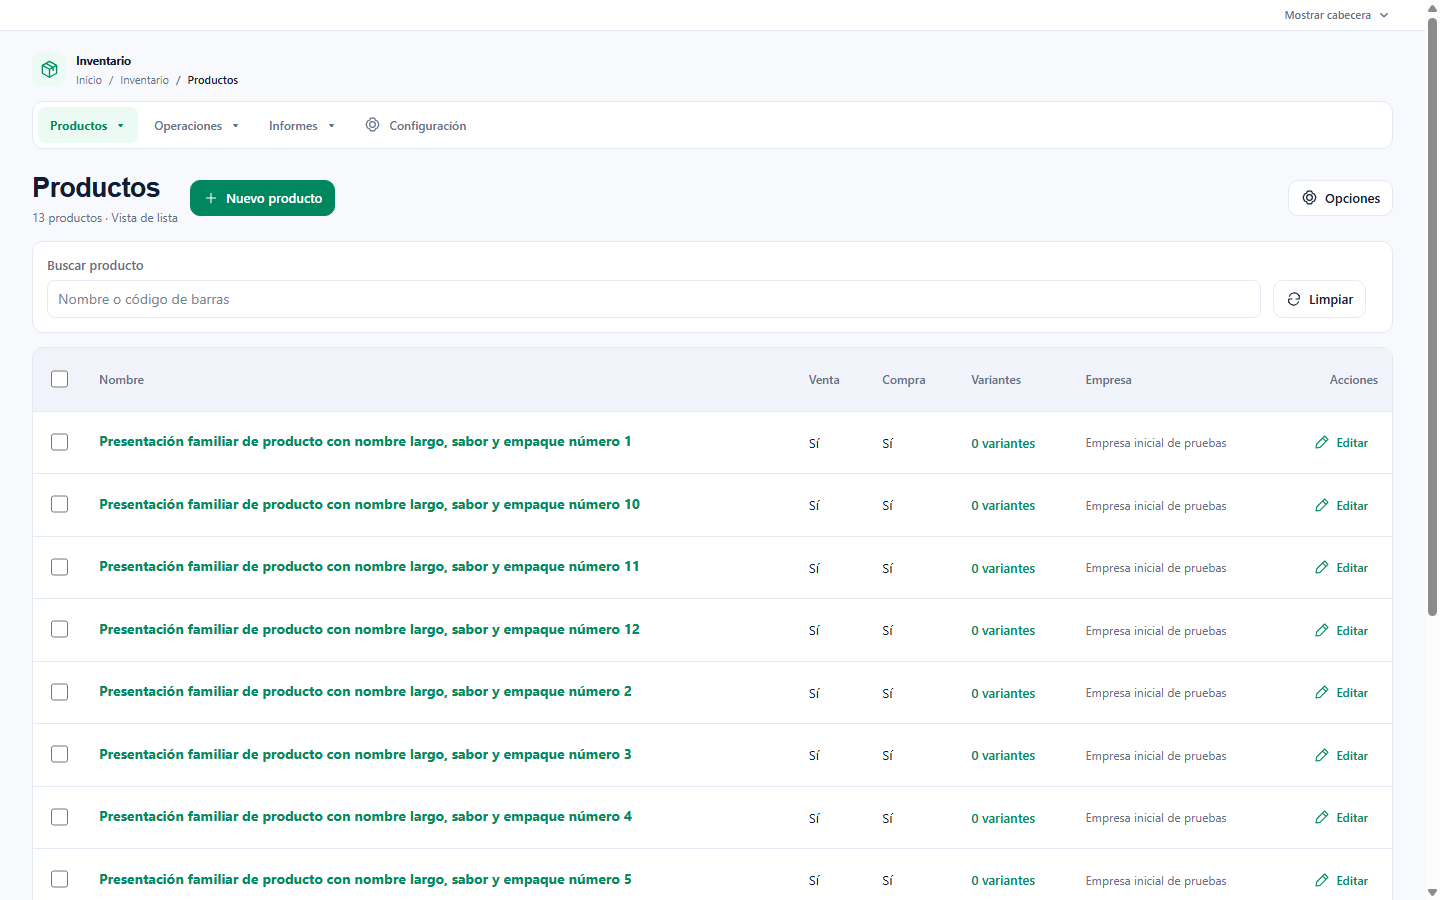 Mostrar cabecera
Inventario
Inicio / Inventario / Productos
Productos Operaciones Informes Configuración
Productos
Nuevo producto
Opciones
13 productos · Vista de lista
Buscar producto
Nombre o código de barras
Limpiar
Nombre Venta Compra Variantes Empresa Acciones
Presentación familiar de producto con nombre largo, sabor y empaque número 1 Sí Sí 0 variantes Empresa inicial de pruebas Editar
Presentación familiar de producto con nombre largo, sabor y empaque número 10 Sí Sí 0 variantes Empresa inicial de pruebas Editar
Presentación familiar de producto con nombre largo, sabor y empaque número 11 Sí Sí 0 variantes Empresa inicial de pruebas Editar
Presentación familiar de producto con nombre largo, sabor y empaque número 12 Sí Sí 0 variantes Empresa inicial de pruebas Editar
Presentación familiar de producto con nombre largo, sabor y empaque número 2 Sí Sí 0 variantes Empresa inicial de pruebas Editar
Presentación familiar de producto con nombre largo, sabor y empaque número 3 Sí Sí 0 variantes Empresa inicial de pruebas Editar
Presentación familiar de producto con nombre largo, sabor y empaque número 4 Sí Sí 0 variantes Empresa inicial de pruebas Editar
Presentación familiar de producto con nombre largo, sabor y empaque número 5 Sí Sí 0 variantes Empresa inicial de pruebas Editar